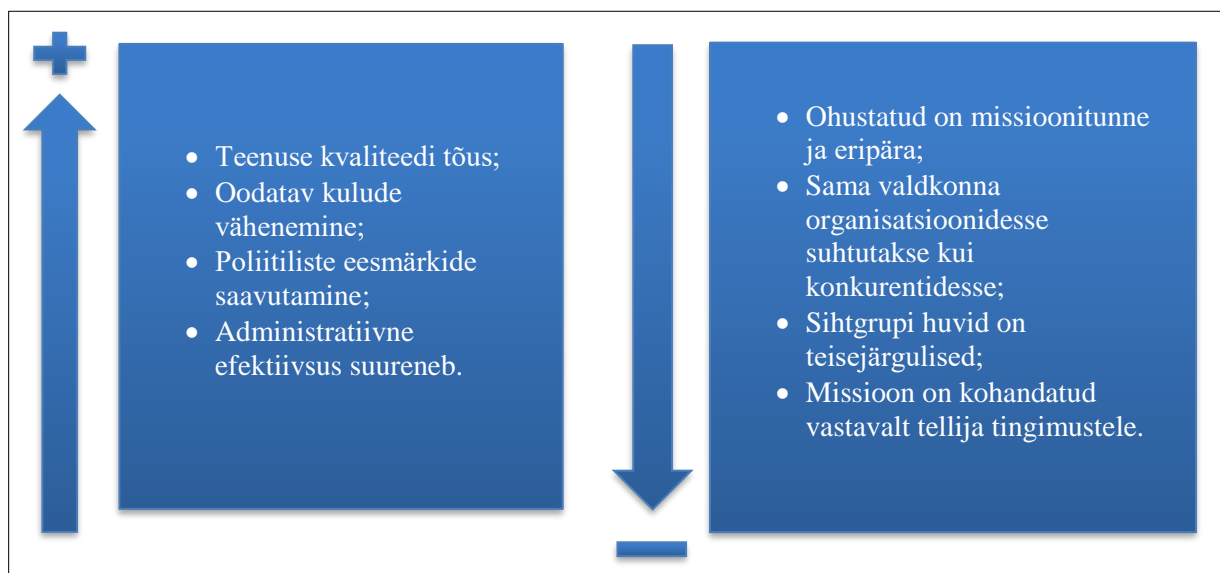 • Teenuse kvaliteedi tõus;
• Oodatav kulude
vähenemine;
• Poliitiliste eesmärkide
saavutamine;
• Administratiivne
efektiivsus suureneb.
• Ohustatud on missioonitunne
ja eripära;
• Sama valdkonna
organisatsioonidesse
suhtutakse kui
konkurentidesse;
• Sihtgrupi huvid on
teisejärgulised;
• Missioon on kohandatud
vastavalt tellija tingimustele.